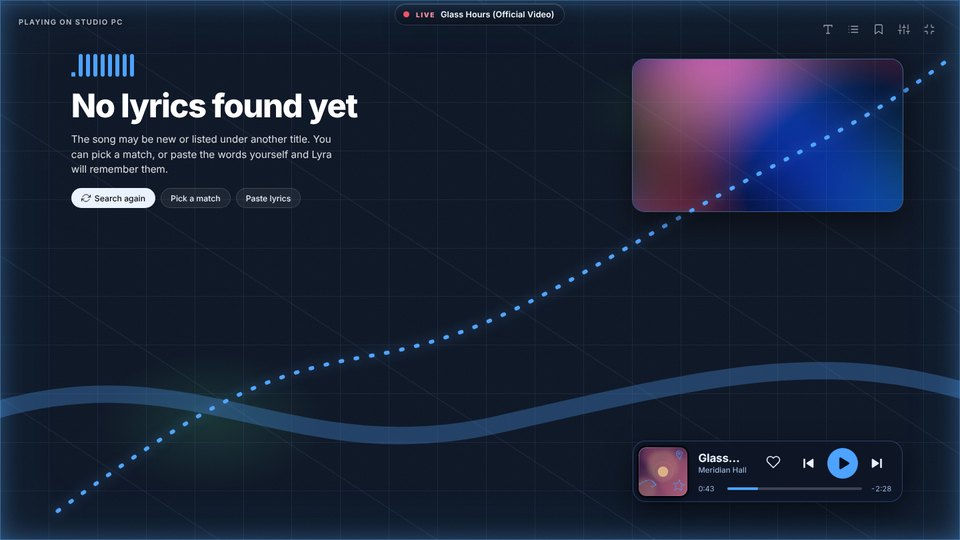 PLAYING ON STUDIO PC
LIVE Glass Hours (Official Video)
No lyrics found yet
The song may be new or listed under another title. You
can pick a match, or paste the words yourself and Lyra
will remember them.
Search again
Pick a match
Paste lyrics
Glass...
Meridian Hall
0:43
-2:28